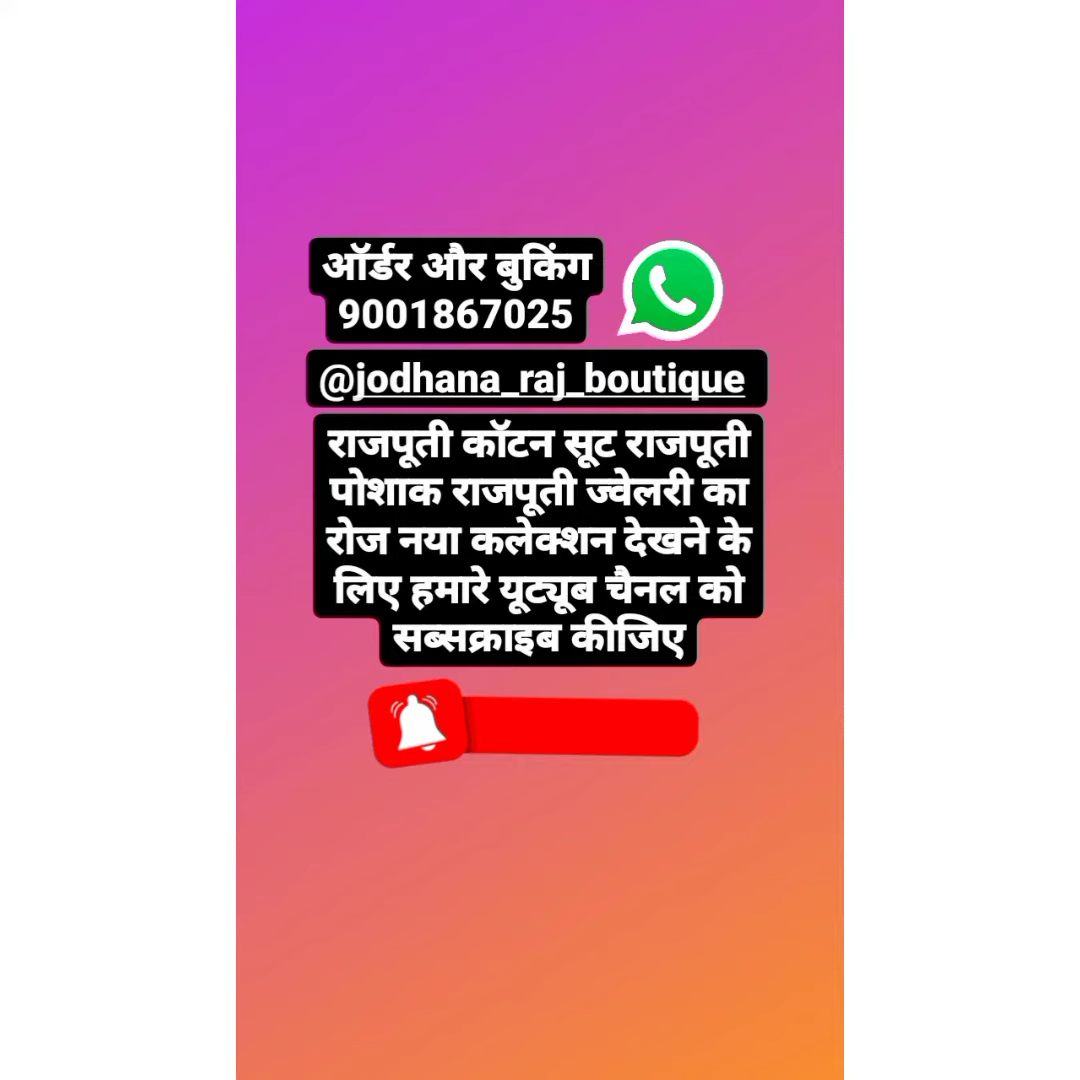 ऑर्डर और बुकिंग
9001867025
@jodhana_raj_boutique
राजपूती कॉटन सूट राजपूती
पोशाक राजपूती ज्वेलरी का
रोज नया कलेक्शन देखने के
लिए हमारे यूट्यूब चैनल को
सब्सक्राइब कीजिए